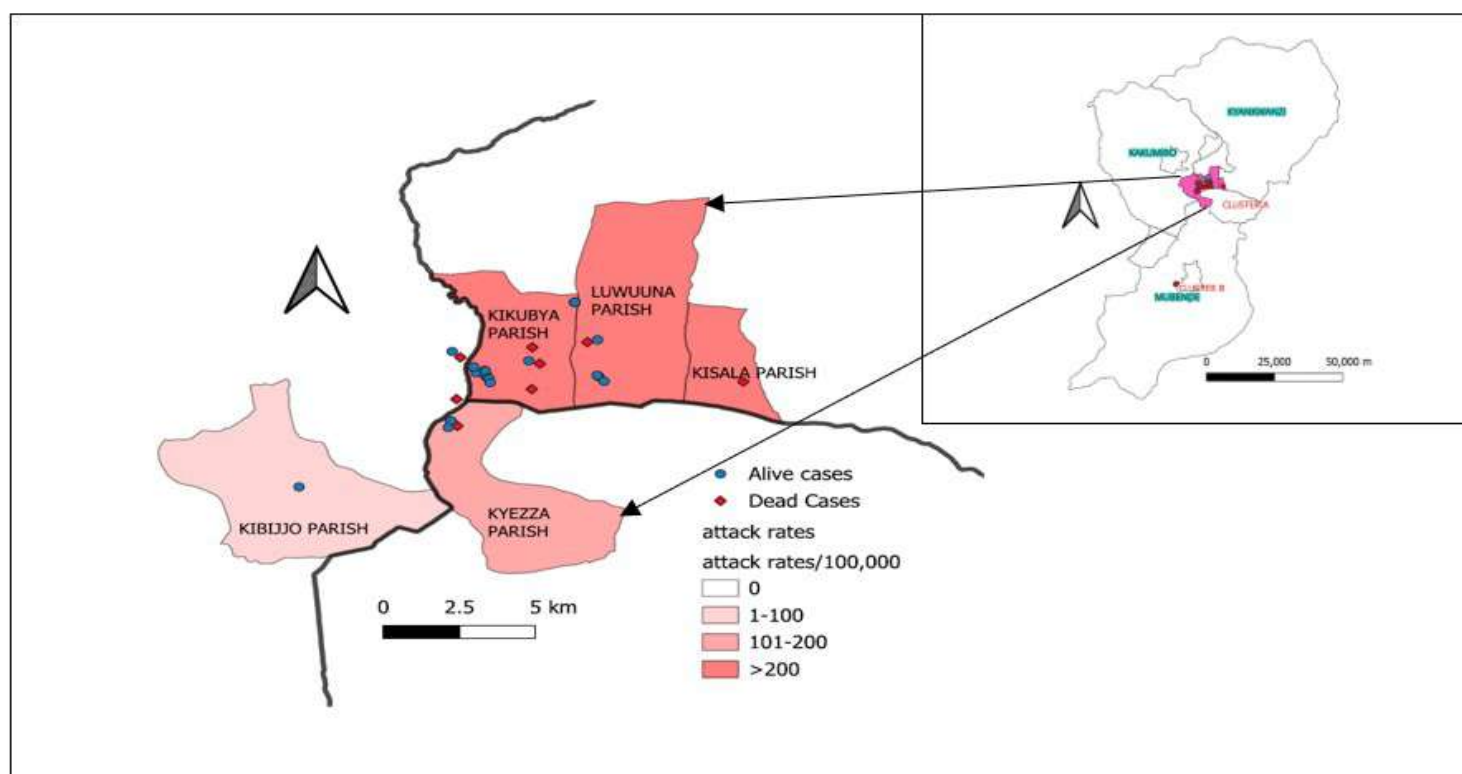 KYANKWANZI
KAKUMIRO
CLUSTER A
CLUSTER B
MUBENDE
0 25,000 50,000 m
LUWUUNA
PARISH
KIKUBYA
PARISH
KISALA PARISH
KIBIJJO PARISH
KYEZZA
PARISH
Alive cases
Dead Cases
attack rates
attack rates/100,000
0
1-100
101-200
>200
0 2.5 5 km